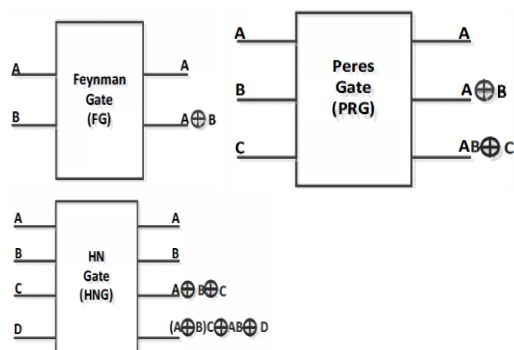 A
Feynman
Gate
(FG)
A
B
A⊕B
A
Peres
Gate
(PRG)
A
B
A⊕B
C
AB⊕C
A
HN
Gate
(HNG)
A
B
B
C
A⊕B⊕C
D
(A⊕B)C⊕AB⊕D